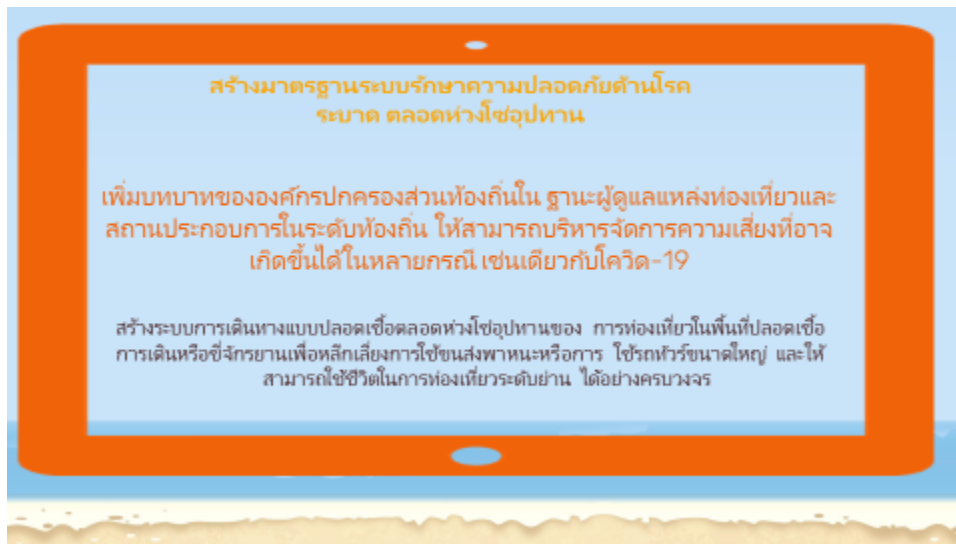 สร้างมาตรฐานระบบรักษาความปลอดภัยด้านโรค
ระบาด ตลอดห่วงโซ่อุปทาน
เพิ่มบทบาทขององค์กรปกครองส่วนท้องถิ่นใน ฐานะผู้ดูแลแหล่งท่องเที่ยวและ
สถานประกอบการในระดับท้องถิ่น ให้สามารถบริหารจัดการความเสี่ยงที่อาจ
เกิดขึ้นได้ในหลายกรณี เช่นเดียวกับโควิด-19
สร้างระบบการเดินทางแบบปลอดเชื้อตลอดห่วงโซ่อุปทานของ การท่องเที่ยวในพื้นที่ปลอดเชื้อ
การเดินหรือขี่จักรยานเพื่อหลีกเลี่ยงการใช้ขนส่งพาหนะหรือการ ใช้รถทัวร์ขนาดใหญ่ และให้
สามารถใช้ชีวิตในการท่องเที่ยวระดับย่าน ได้อย่างครบวงจร